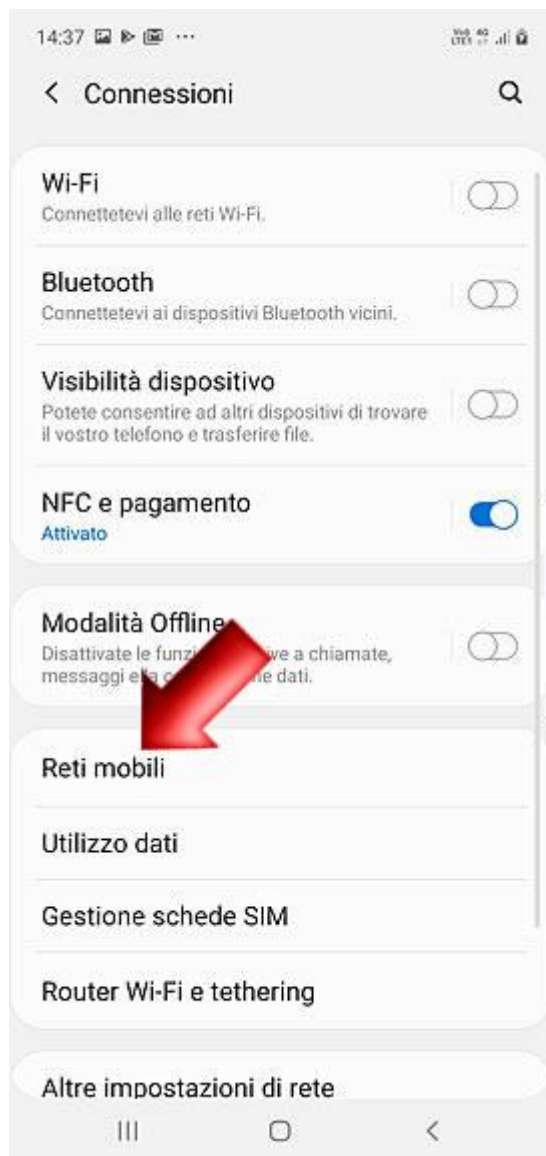 14:37
Connessioni
Wi-Fi
Connettetevi alle reti Wi-Fi.
Bluetooth
Connettetevi ai dispositivi Bluetooth vicini.
Visibilità dispositivo
Potete consentire ad altri dispositivi di trovare
il vostro telefono e trasferire file.
NFC e pagamento
Attivato
Modalità Offline
Disattivate le a chiamate,
messaggi dati.
Reti mobili
Utilizzo dati
Gestione schede SIM
Router Wi-Fi e tethering
Altre impostazioni di rete